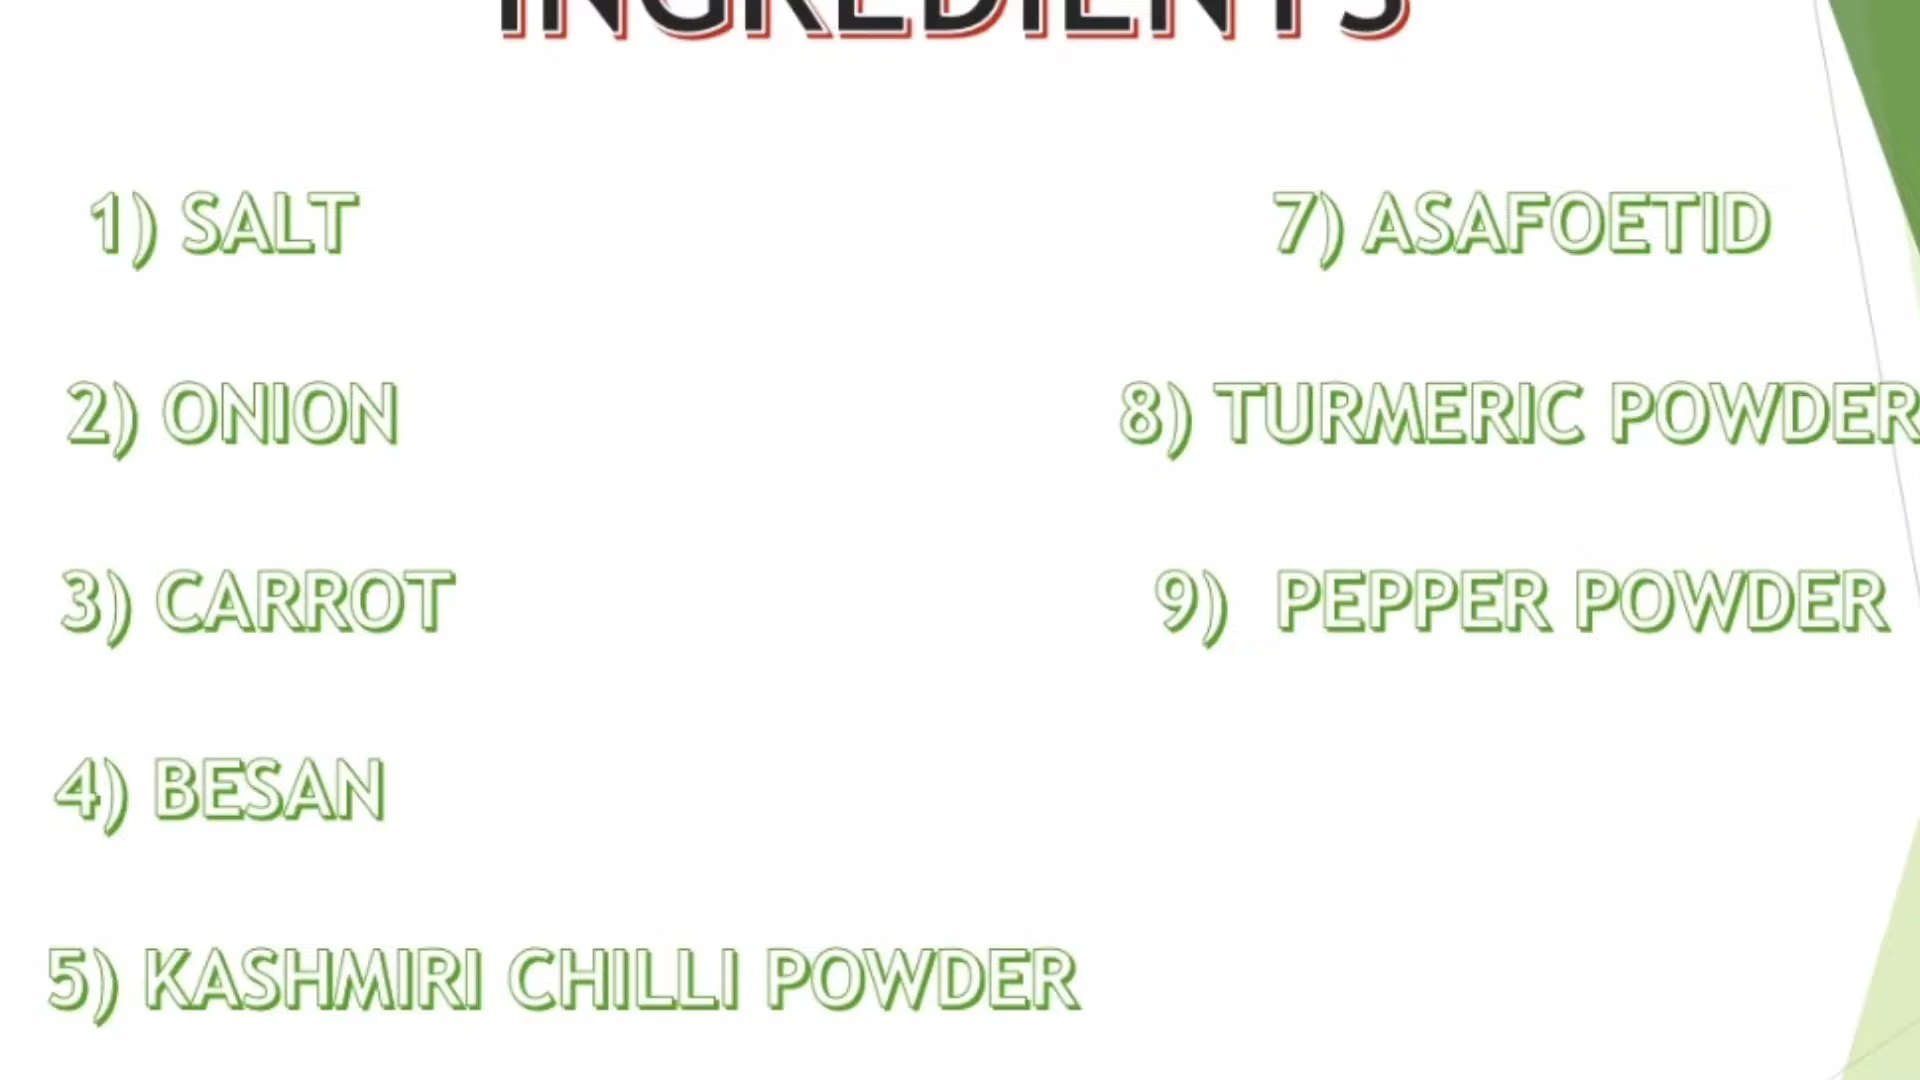 INGREDIENTS
1) SALT
2) ONION
3) CARROT
4) BESAN
5) KASHMIRI CHILLI POWDER
7) ASAFOETID
8) TURMERIC POWDER
9) PEPPER POWDER